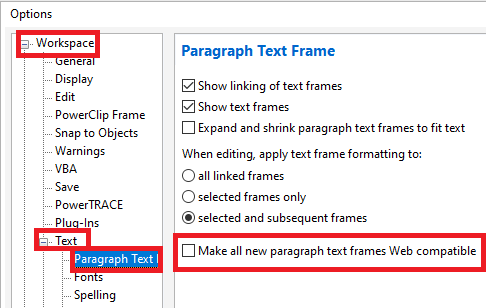 Options
Workspace
General
Display
Edit
PowerClip Frame
Snap to Objects
Warnings
VBA
Save
PowerTRACE
Plug-Ins
Text
Paragraph Text
Fonts
Spelling
Paragraph Text Frame
Show linking of text frames
Show text frames
Expand and shrink paragraph text frames to fit text
When editing, apply text frame formatting to:
all linked frames
selected frames only
selected and subsequent frames
Make all new paragraph text frames Web compatible